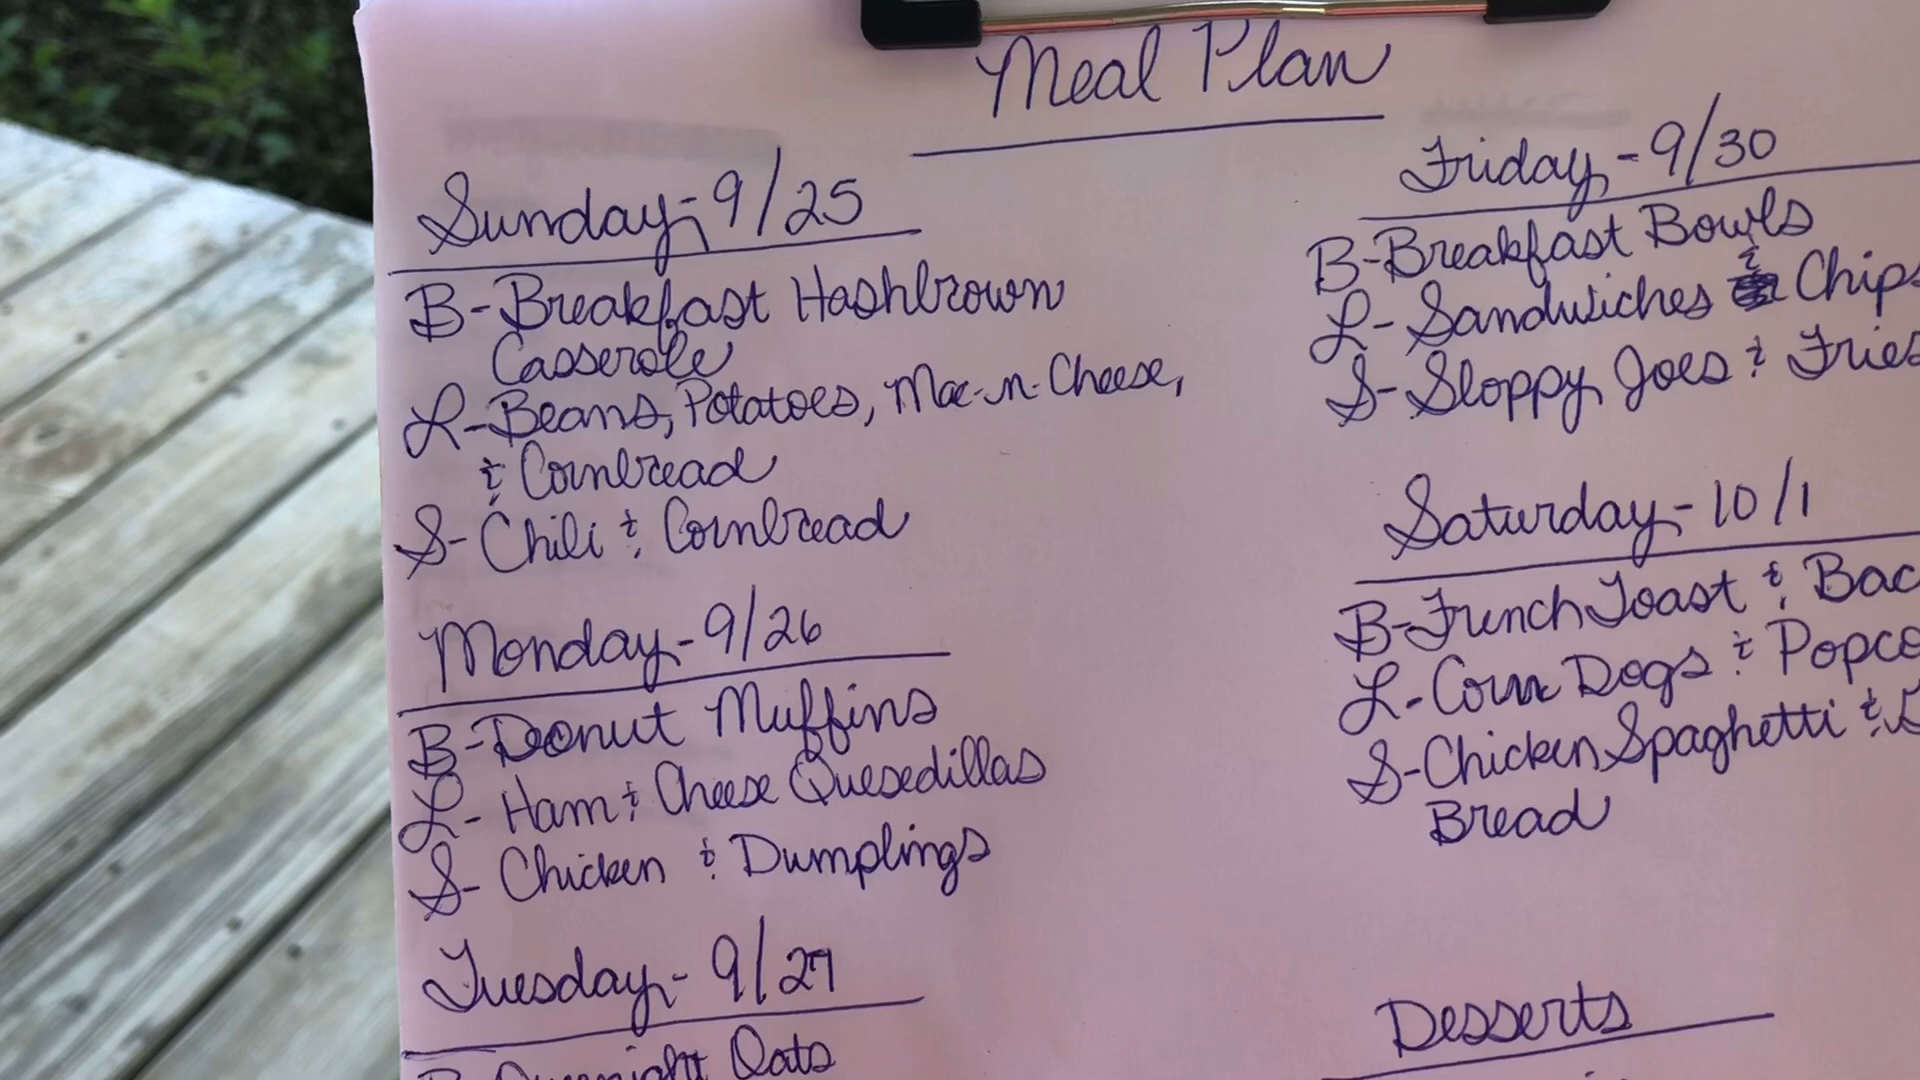 Meal Plan
Sunday-9/25
B-Breakfast Hashbrown
Casserole
L-Beans, Potatoes, Mac-n-Cheese,
& Cornbread
S-Chili & Cornbread
Monday-9/26
B-Donut Muffins
L-Ham & Cheese Quesedillas
S-Chicken & Dumplings
Tuesday-9/27
B-Overnight Oats
Friday-9/30
B-Breakfast Bowls
L-Sandwiches & Chips
S-Sloppy Joes & Fries
Saturday-10/1
B-French Toast & Bac
L-Corn Dogs & Popco
S-Chicken Spaghetti &
Bread
Desserts